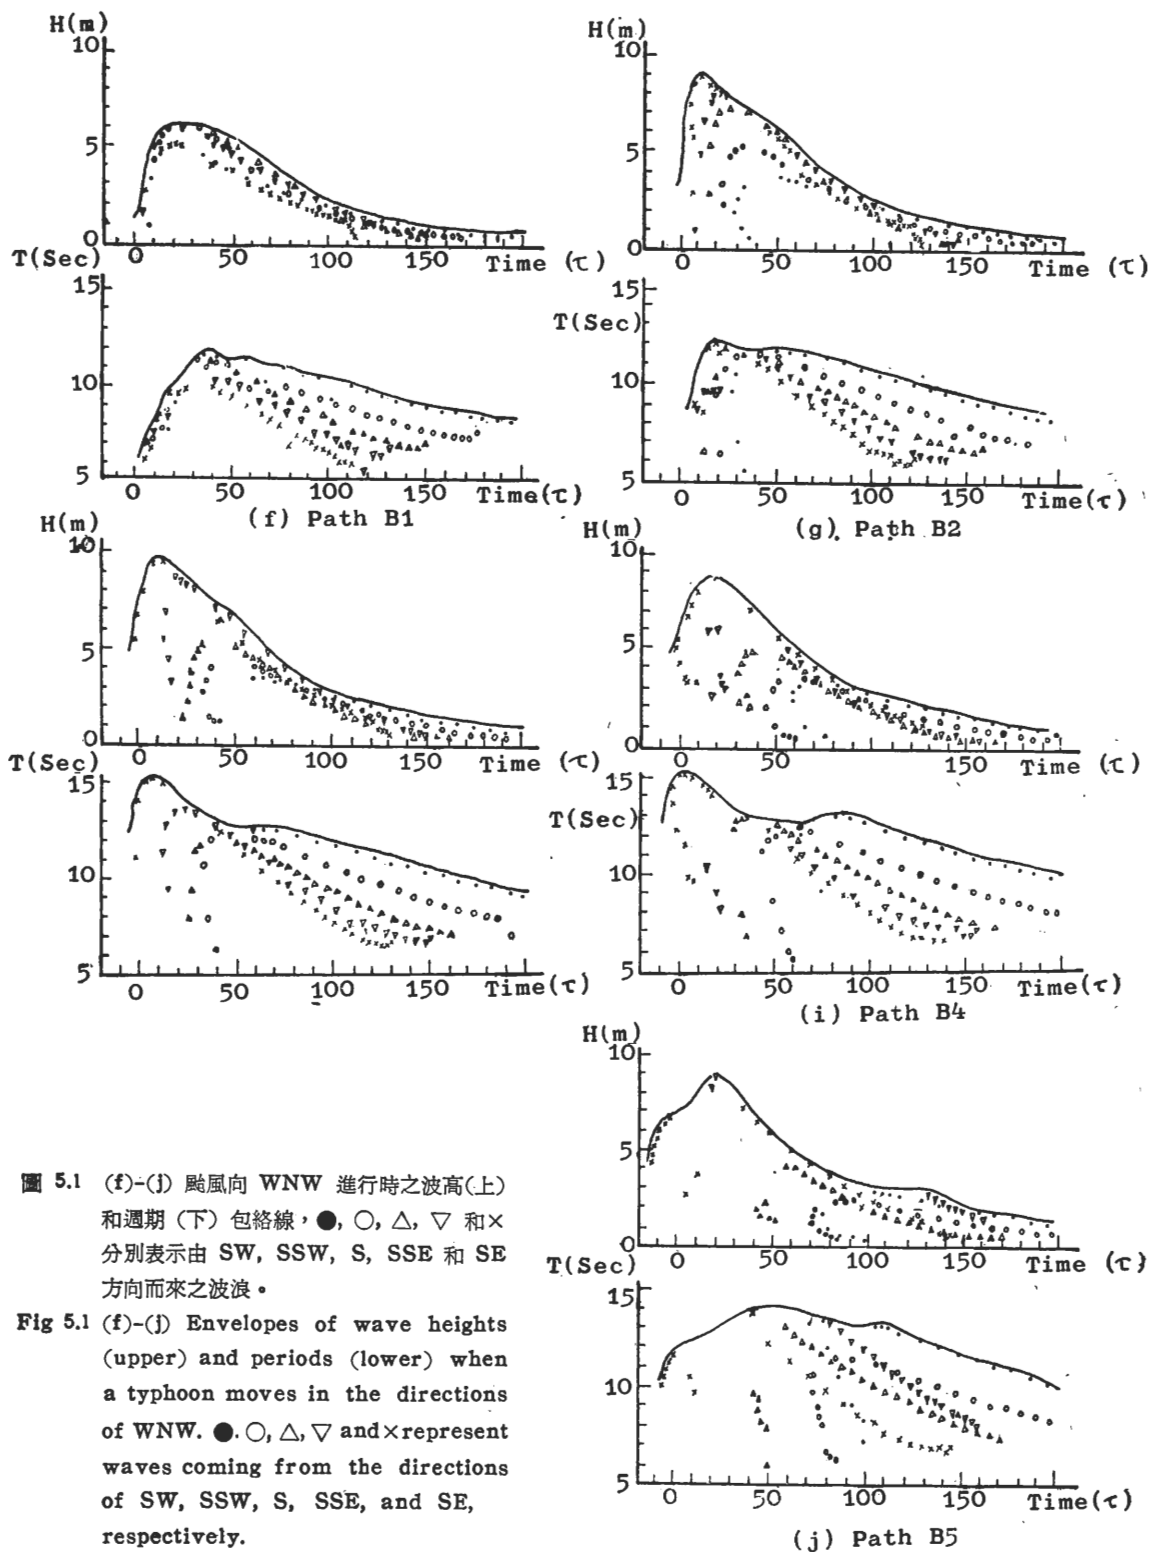 H(m)
10
5
0
0 50 100 150 Time (τ)
T(Sec)
15
10
5
0 50 100 150 Time(τ)
(f) Path B1
H(m)
10
5
0
0 50 100 150 Time (τ)
15
T(Sec)
10
5
0 50 100 150 Time(τ)
(g). Path B2
H(m)
10
5
0
0 50 100 150 Time (τ)
T(Sec)
15
10
5
0 50 100 150 Time(τ)
H(m)
10
5
0
0 50 100 150 Time (τ)
15
T(Sec)
10
5
0 50 100 150 Time(τ)
(i) Path B4
H(m)
10
5
0
0 50 100 150 Time (τ)
T(Sec)
15
10
5
0 50 100 150 Time(τ)
(j) Path B5
圖 5.1 (f)-(j) 颱風向 WNW 進行時之波高(上)
和週期（下）包絡線，●, ○, △, ▽ 和×
分別表示由 SW, SSW, S, SSE 和 SE
方向而來之波浪。
Fig 5.1 (f)-(j) Envelopes of wave heights
(upper) and periods (lower) when
a typhoon moves in the directions
of WNW. ●. ○, △, ▽ and × represent
waves coming from the directions
of SW, SSW, S, SSE, and SE,
respectively.